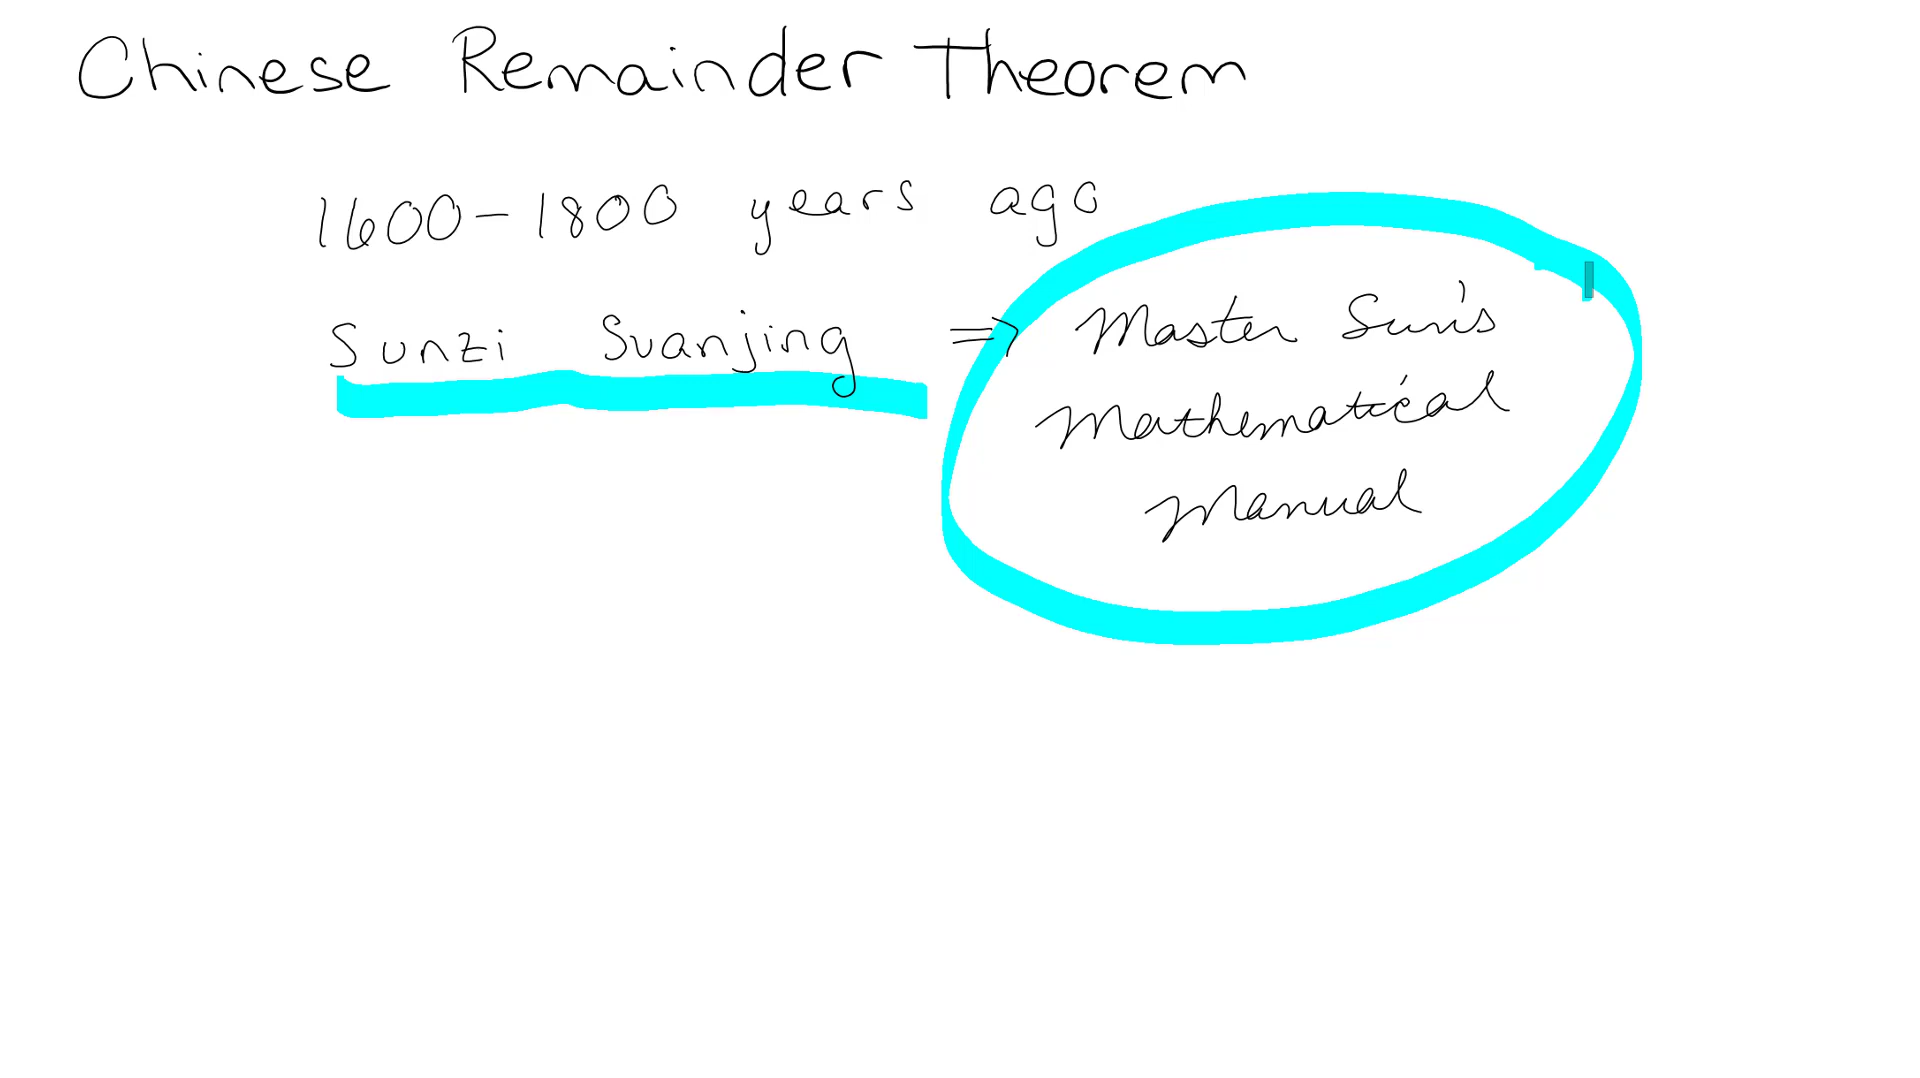 Chinese Remainder Theorem
1600-1800 years ago
Sunzi Suanjing => Master Sun's
Mathematical
Manual